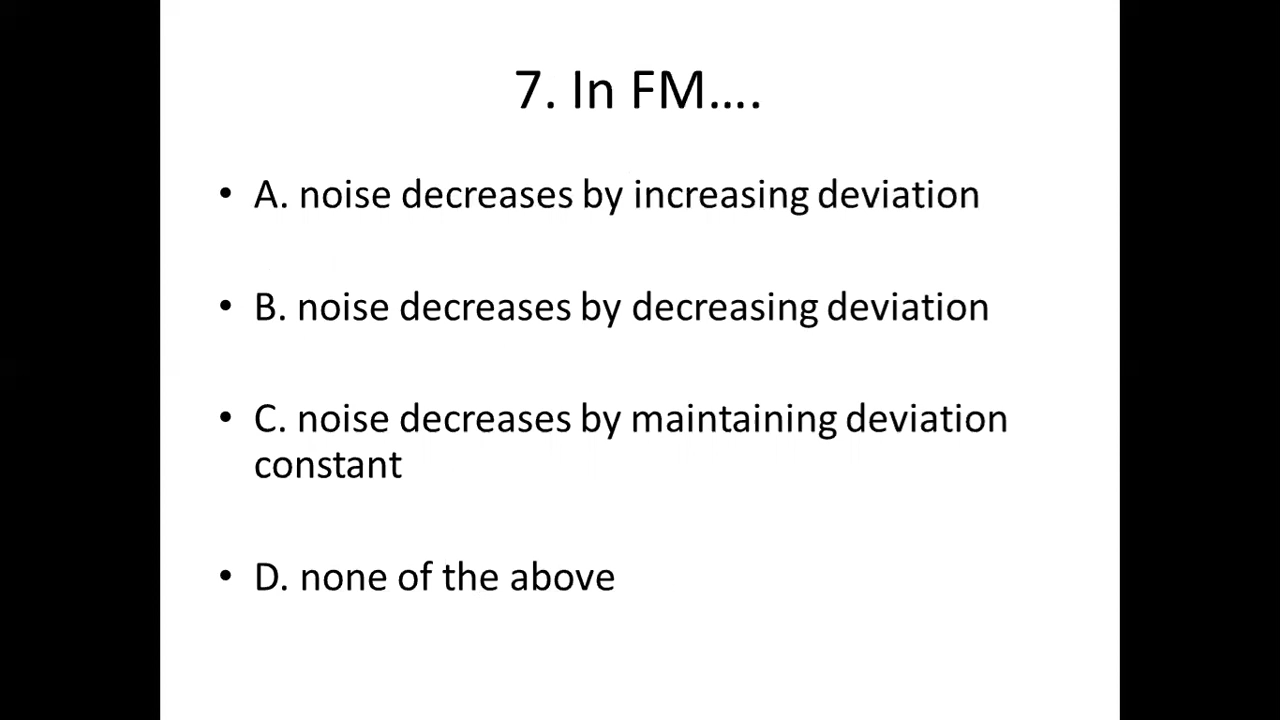 7. In FM….
• A. noise decreases by increasing deviation
• B. noise decreases by decreasing deviation
• C. noise decreases by maintaining deviation
constant
• D. none of the above